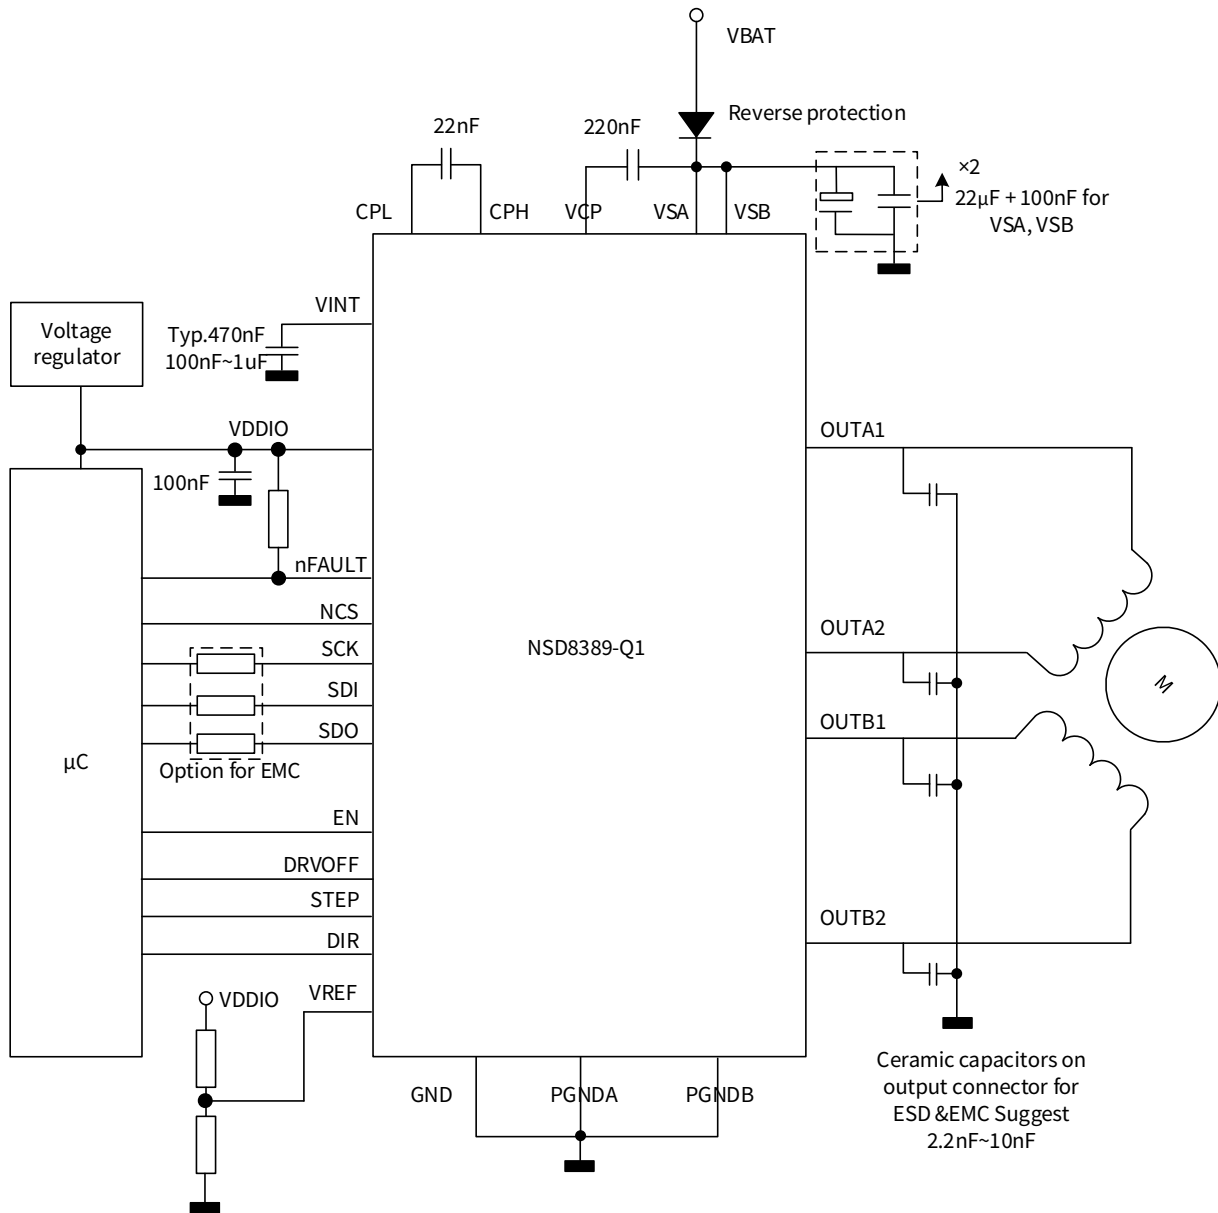 VBAT
Reverse protection
22nF
220nF
×2
22µF + 100nF for
VSA, VSB
CPL
CPH
VCP
VSA
VSB
VINT
Typ.470nF
100nF~1uF
Voltage
regulator
VDDIO
100nF
OUTA1
nFAULT
NCS
SCK
SDI
SDO
Option for EMC
NSD8389-Q1
OUTA2
OUTB1
M
µC
EN
DRVOFF
STEP
DIR
OUTB2
VDDIO
VREF
GND
PGNDA
PGNDB
Ceramic capacitors on
output connector for
ESD &EMC Suggest
2.2nF~10nF